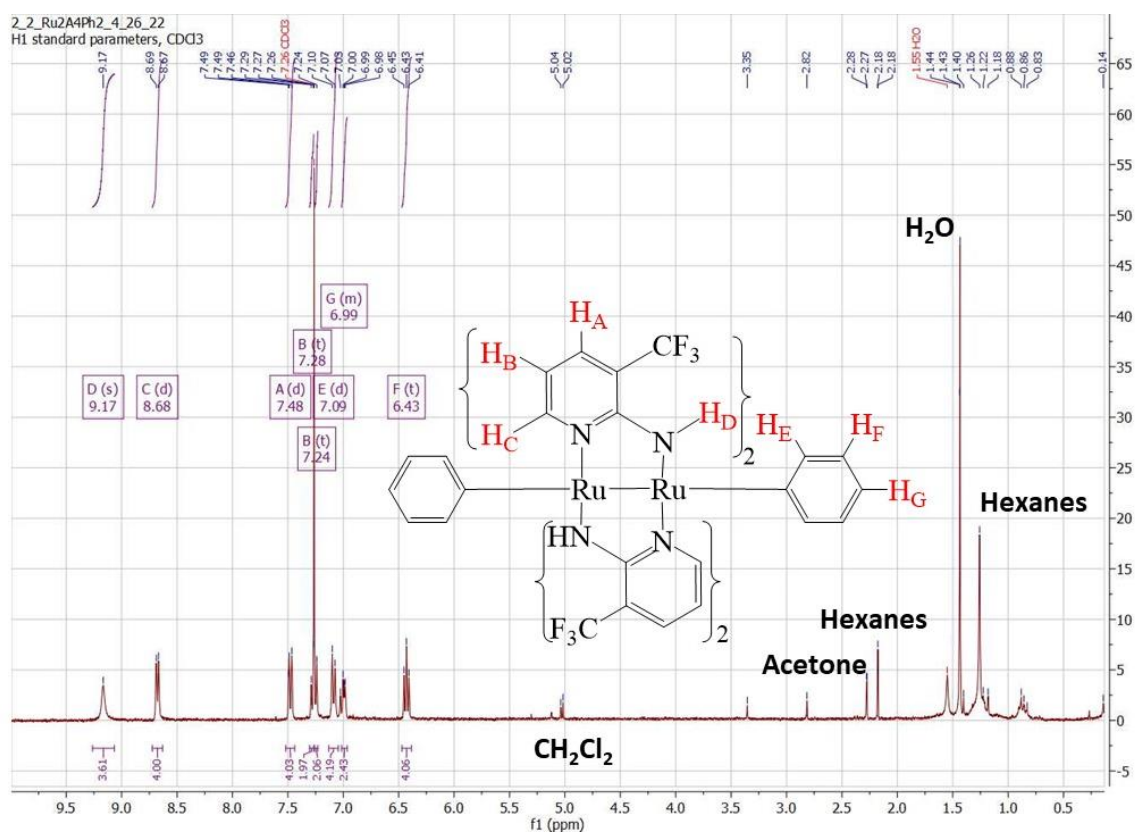 2_2_Ru2A4Ph2_4_26_22
H1 standard parameters, CDCl3
9.17 8.69 8.67 7.49 7.49 7.46 7.29 7.27 7.26 7.26 CDCl3 7.24 7.10 7.07 7.03 7.00 6.99 6.98 6.45 6.43 6.41 5.04 5.02 3.35 2.82 2.28 2.27 2.18 2.18 1.55 H2O 1.44 1.43 1.40 1.26 1.22 1.18 0.88 0.86 0.83 0.14
65
60
55
50
45
40
35
30
25
20
15
10
5
0
-5
H2O
G (m)
6.99
B (t)
7.28
D (s)
9.17
C (d)
8.68
A (d)
7.48
E (d)
7.09
F (t)
6.43
B (t)
7.24
HA
HB
CF3
HC
N
HD
N
2
HE
HF
HG
Ru
Ru
HN
N
F3C
2
Hexanes
Hexanes
Acetone
CH2Cl2
3.61 4.00 4.03 1.97 2.06 4.19 2.43 4.06
9.5 9.0 8.5 8.0 7.5 7.0 6.5 6.0 5.5 5.0 4.5 4.0 3.5 3.0 2.5 2.0 1.5 1.0 0.5
f1 (ppm)